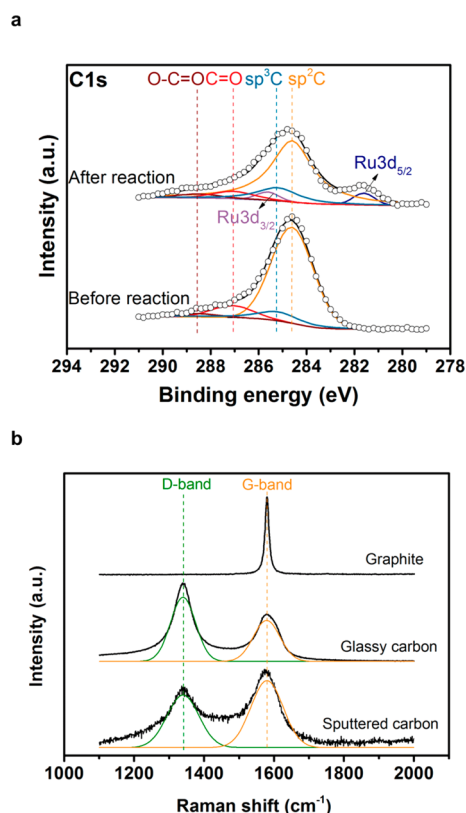 a
C1s
O-C=O C=O sp³C sp²C
After reaction
Ru3d₅/₂
Ru3d₃/₂
Before reaction
Intensity (a.u.)
294 292 290 288 286 284 282 280 278
Binding energy (eV)
b
D-band G-band
Graphite
Glassy carbon
Sputtered carbon
Intensity (a.u.)
1000 1200 1400 1600 1800 2000
Raman shift (cm⁻¹)